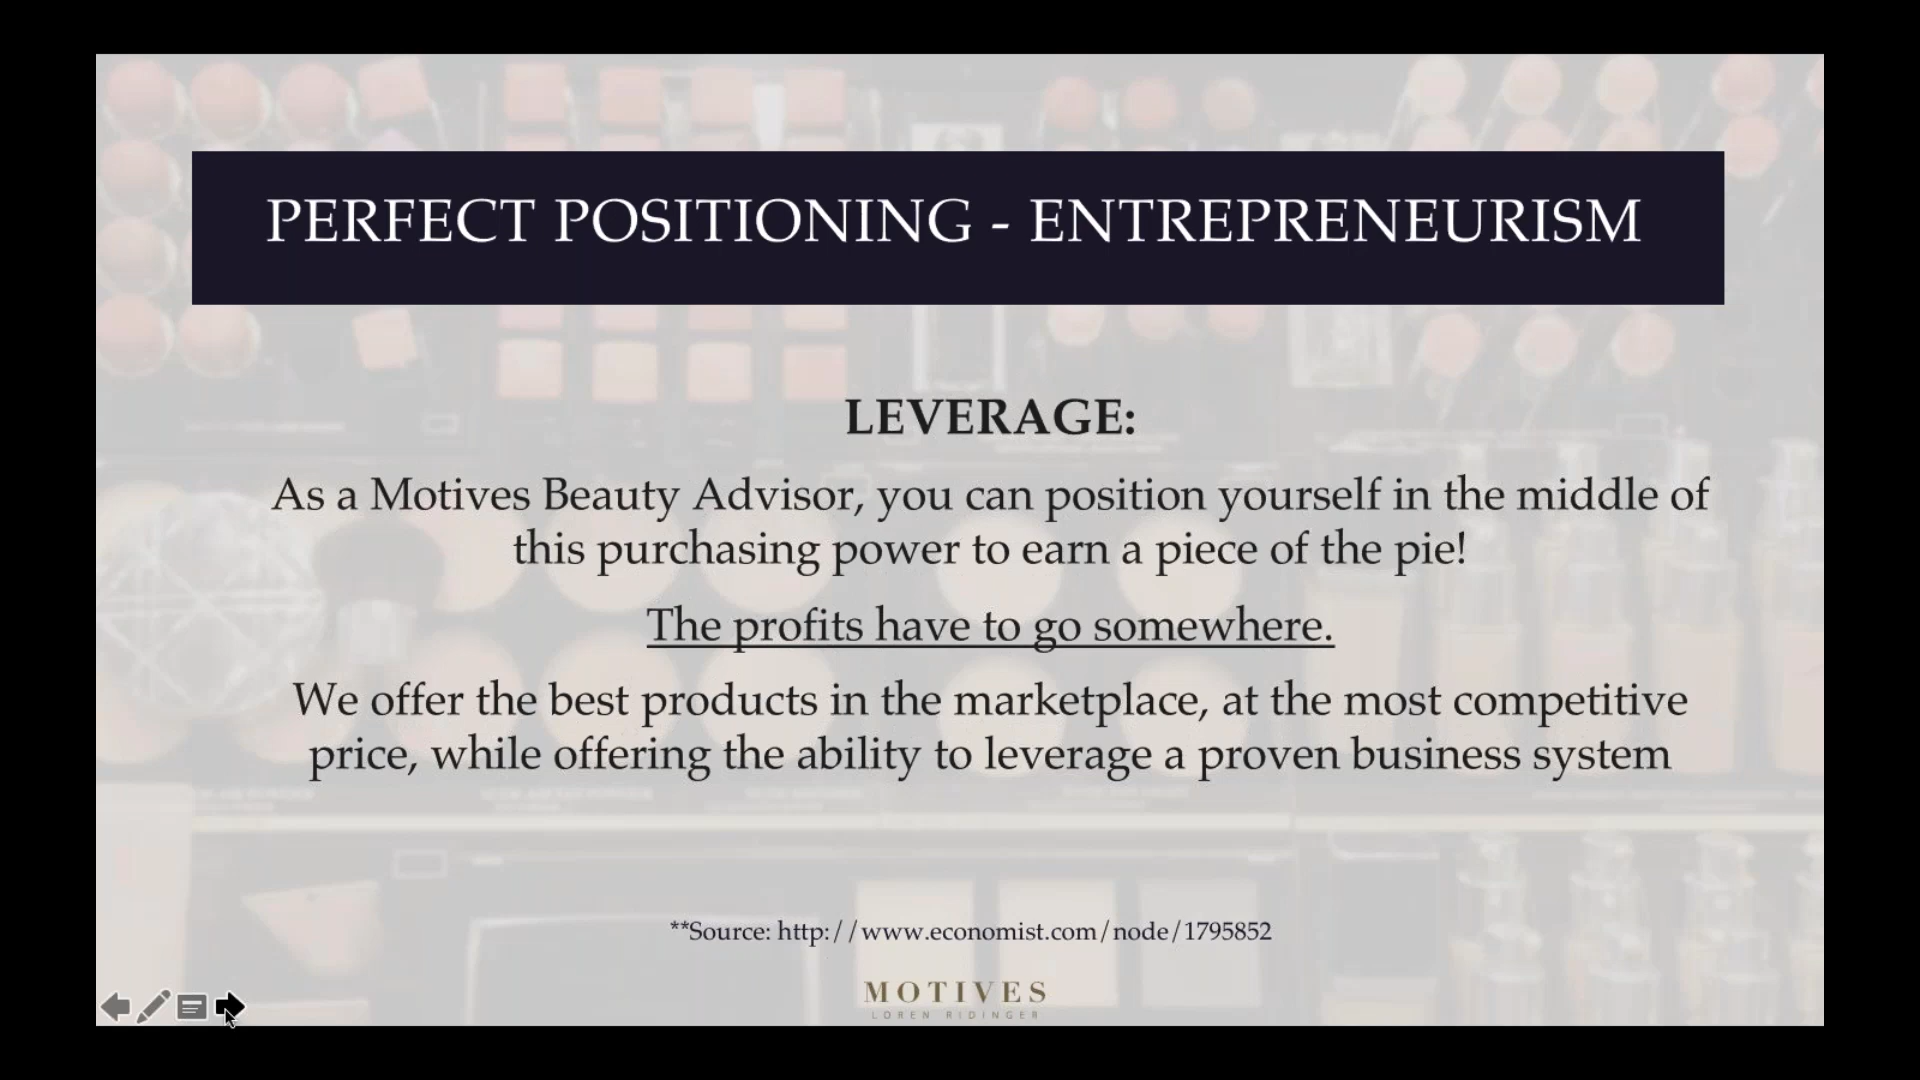 PERFECT POSITIONING - ENTREPRENEURISM
LEVERAGE:
As a Motives Beauty Advisor, you can position yourself in the middle of
this purchasing power to earn a piece of the pie!
The profits have to go somewhere.
We offer the best products in the marketplace, at the most competitive
price, while offering the ability to leverage a proven business system
**Source: http://www.economist.com/node/1795852
MOTIVES
LOREN RIDINGER